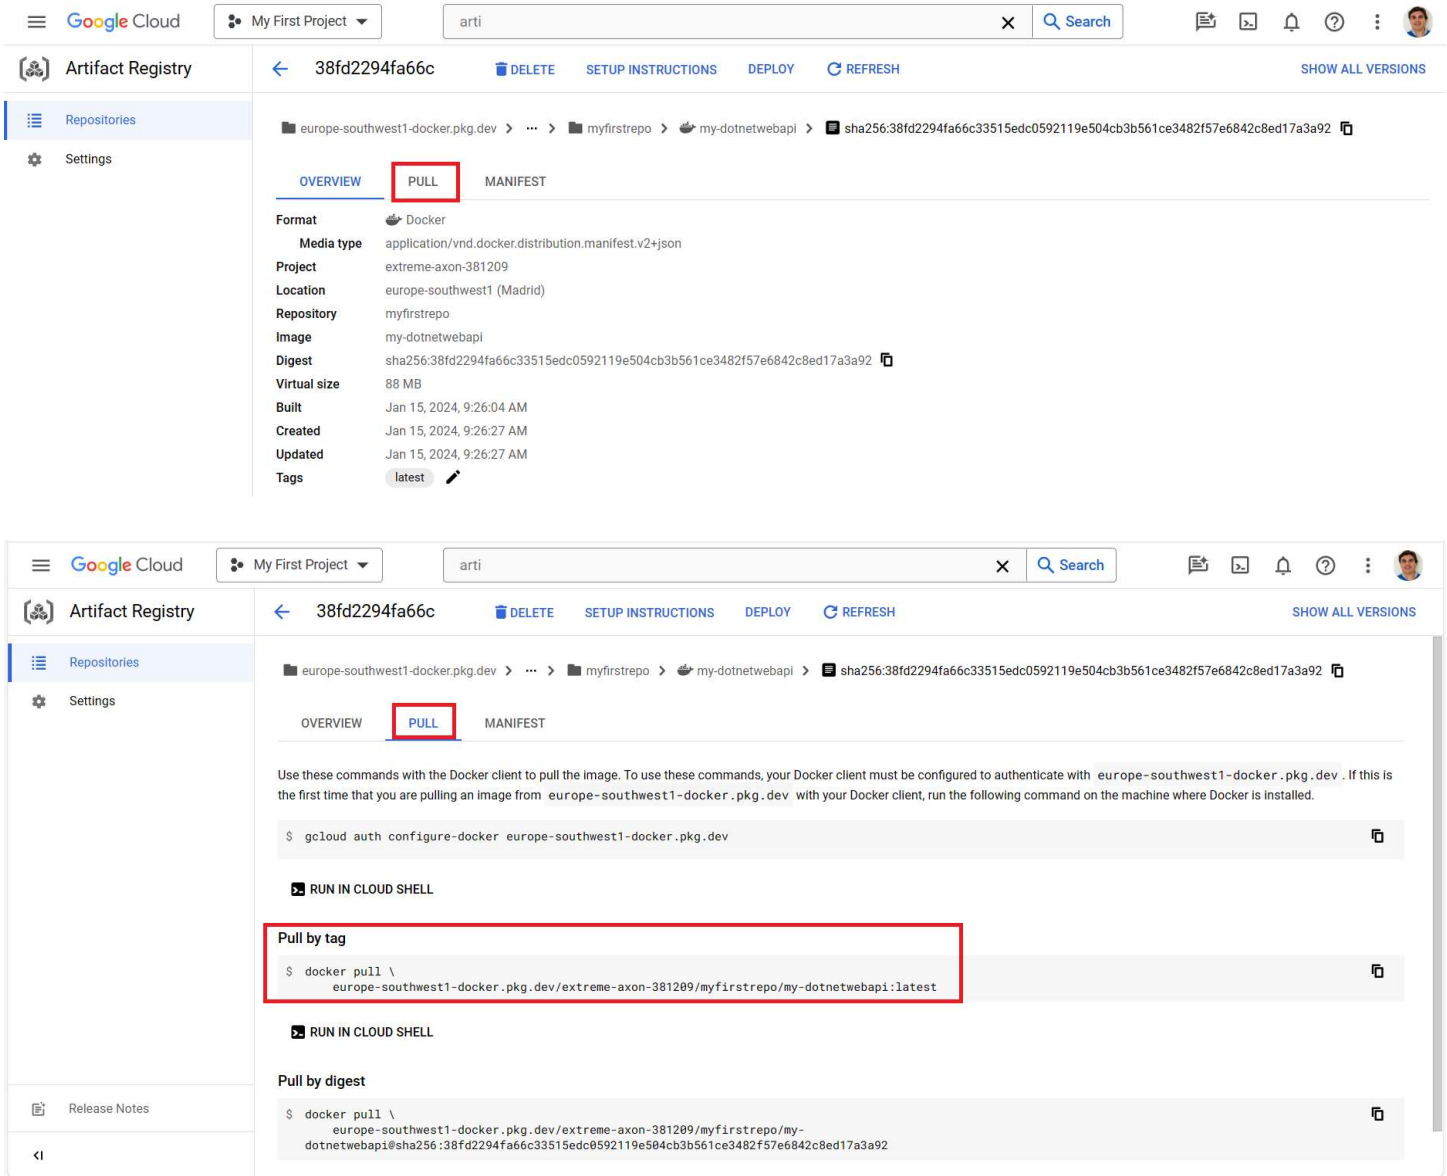 Google Cloud My First Project arti Search
Artifact Registry 38fd2294fa66c DELETE SETUP INSTRUCTIONS DEPLOY REFRESH SHOW ALL VERSIONS
Repositories
Settings
europe-southwest1-docker.pkg.dev > ... > myfirstrepo > my-dotnetwebapi > sha256:38fd2294fa66c33515edc0592119e504cb3b561ce3482f57e6842c8ed17a3a92
OVERVIEW PULL MANIFEST
Format Docker
Media type application/vnd.docker.distribution.manifest.v2+json
Project extreme-axon-381209
Location europe-southwest1 (Madrid)
Repository myfirstrepo
Image my-dotnetwebapi
Digest sha256:38fd2294fa66c33515edc0592119e504cb3b561ce3482f57e6842c8ed17a3a92
Virtual size 88 MB
Built Jan 15, 2024, 9:26:04 AM
Created Jan 15, 2024, 9:26:27 AM
Updated Jan 15, 2024, 9:26:27 AM
Tags latest
Google Cloud My First Project arti Search
Artifact Registry 38fd2294fa66c DELETE SETUP INSTRUCTIONS DEPLOY REFRESH SHOW ALL VERSIONS
Repositories
Settings
europe-southwest1-docker.pkg.dev > ... > myfirstrepo > my-dotnetwebapi > sha256:38fd2294fa66c33515edc0592119e504cb3b561ce3482f57e6842c8ed17a3a92
OVERVIEW PULL MANIFEST
Use these commands with the Docker client to pull the image. To use these commands, your Docker client must be configured to authenticate with europe-southwest1-docker.pkg.dev . If this is
the first time that you are pulling an image from europe-southwest1-docker.pkg.dev with your Docker client, run the following command on the machine where Docker is installed.
$ gcloud auth configure-docker europe-southwest1-docker.pkg.dev
RUN IN CLOUD SHELL
Pull by tag
$ docker pull \
europe-southwest1-docker.pkg.dev/extreme-axon-381209/myfirstrepo/my-dotnetwebapi:latest
RUN IN CLOUD SHELL
Pull by digest
$ docker pull \
europe-southwest1-docker.pkg.dev/extreme-axon-381209/myfirstrepo/my-
dotnetwebapi@sha256:38fd2294fa66c33515edc0592119e504cb3b561ce3482f57e6842c8ed17a3a92
Release Notes